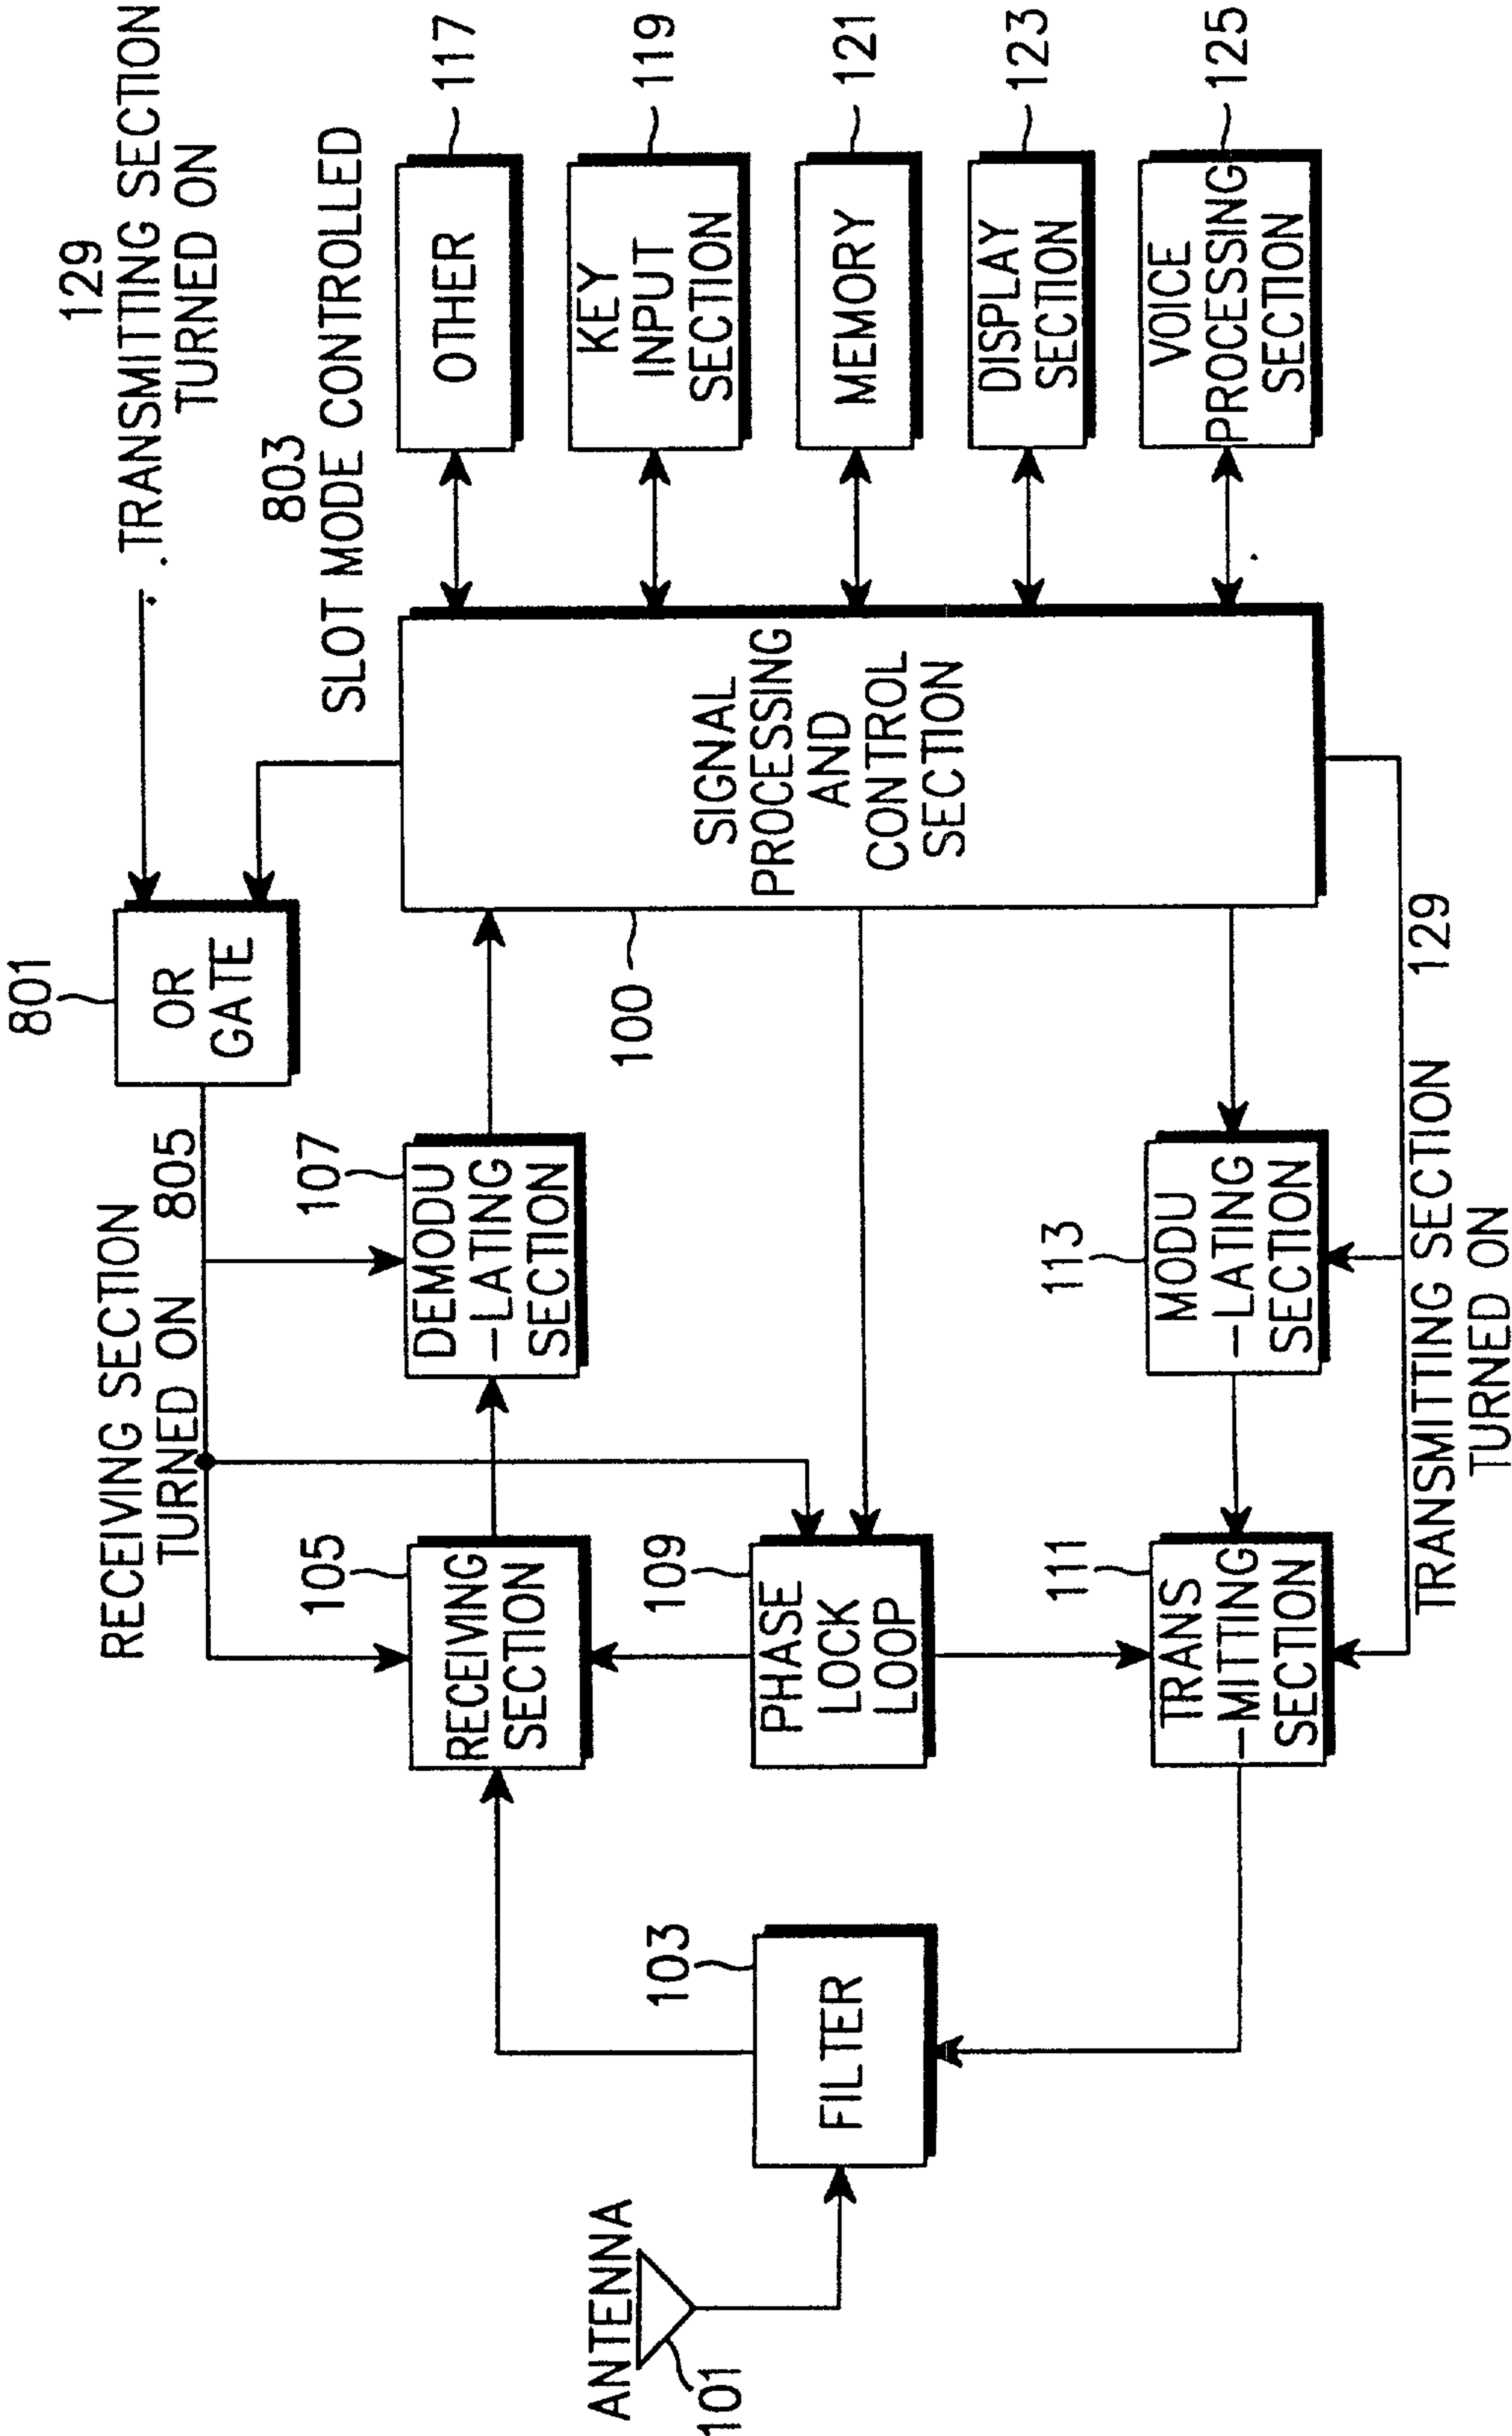 129
TRANSMITTING SECTION
TURNED ON
801
OR
GATE
803
SLOT MODE CONTROLLED
RECEIVING SECTION
TURNED ON 805
107
DEMODU
-LATING
SECTION
105
RECEIVING
SECTION
OTHER
117
KEY
INPUT
SECTION
119
MEMORY
121
DISPLAY
SECTION
123
VOICE
PROCESSING
SECTION
125
SIGNAL
PROCESSING
AND
CONTROL
SECTION
100
109
PHASE
LOCK
LOOP
103
FILTER
ANTENNA
101
113
MODU
-LATING
SECTION
111
TRANS
-MITTING
SECTION
TRANSMITTING SECTION 129
TURNED ON